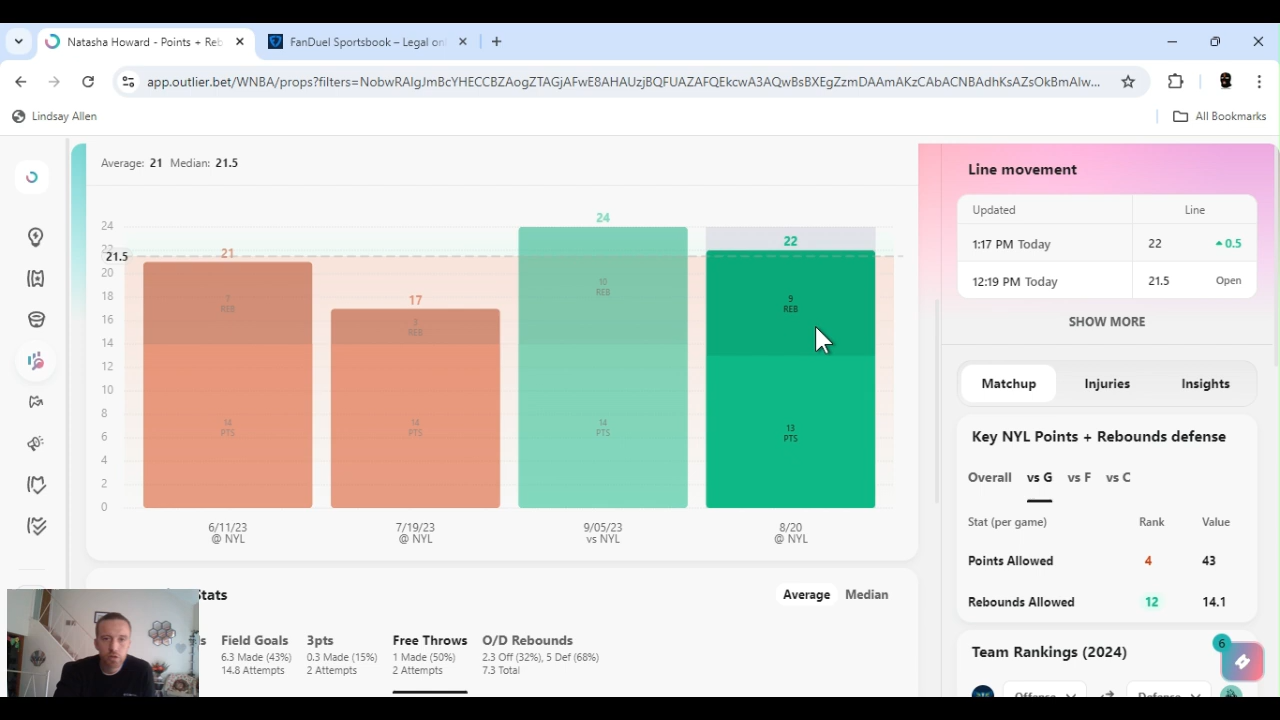 Natasha Howard - Points + Reb
FanDuel Sportsbook – Legal on
app.outlier.bet/WNBA/props?filters=NobwRAlgJmBcYHECCBZAogZTAGjAFwE8AHAUzjBQFUAZAFQEkcwA3AQwBsBXEgZzmDAAmAKzCAbACNBAdhKsAZsOkBmAlw...
Lindsay Allen
All Bookmarks
Average: 21 Median: 21.5
Line movement
Updated Line
1:17 PM Today 22 0.5
12:19 PM Today 21.5 Open
SHOW MORE
24
22
21.5
20
18
16
14
12
10
8
6
4
2
0
21
7
REB
14
PTS
17
3
REB
14
PTS
24
10
REB
14
PTS
22
9
REB
13
PTS
6/11/23
@ NYL
7/19/23
@ NYL
9/05/23
vs NYL
8/20
@ NYL
Matchup Injuries Insights
Key NYL Points + Rebounds defense
Overall vs G vs F vs C
Stat (per game) Rank Value
Points Allowed 4 43
Rebounds Allowed 12 14.1
Team Rankings (2024)
6
Offense Defense
Stats
Average Median
Field Goals
6.3 Made (43%)
14.8 Attempts
3pts
0.3 Made (15%)
2 Attempts
Free Throws
1 Made (50%)
2 Attempts
O/D Rebounds
2.3 Off (32%), 5 Def (68%)
7.3 Total